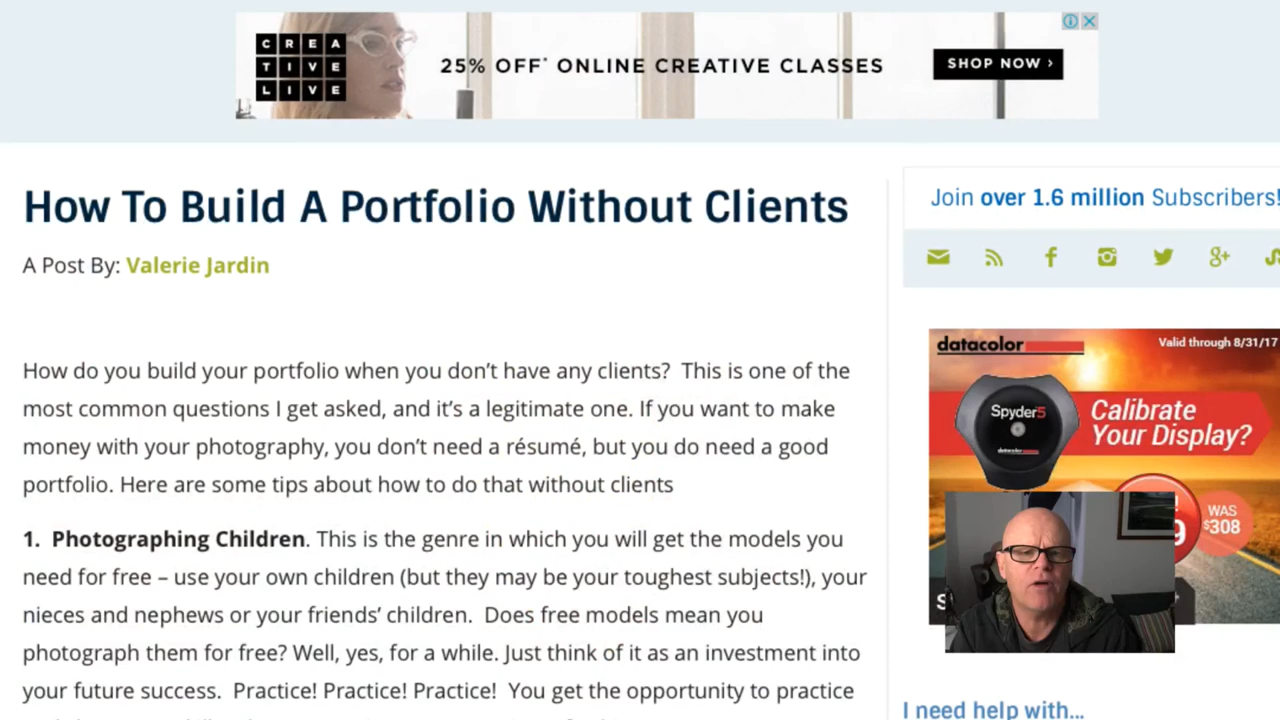 CREA
TIVE
LIVE
25% OFF* ONLINE CREATIVE CLASSES
SHOP NOW ›
How To Build A Portfolio Without Clients
A Post By: Valerie Jardin
How do you build your portfolio when you don't have any clients?  This is one of the
most common questions I get asked, and it's a legitimate one. If you want to make
money with your photography, you don't need a résumé, but you do need a good
portfolio. Here are some tips about how to do that without clients
1.  Photographing Children. This is the genre in which you will get the models you
need for free – use your own children (but they may be your toughest subjects!), your
nieces and nephews or your friends' children.  Does free models mean you
photograph them for free? Well, yes, for a while. Just think of it as an investment into
your future success.  Practice! Practice! Practice!  You get the opportunity to practice
Join over 1.6 million Subscribers!
datacolor
Valid through 8/31/17
Spyder5
datacolor
Calibrate
Your Display?
WAS
$308
I need help with...